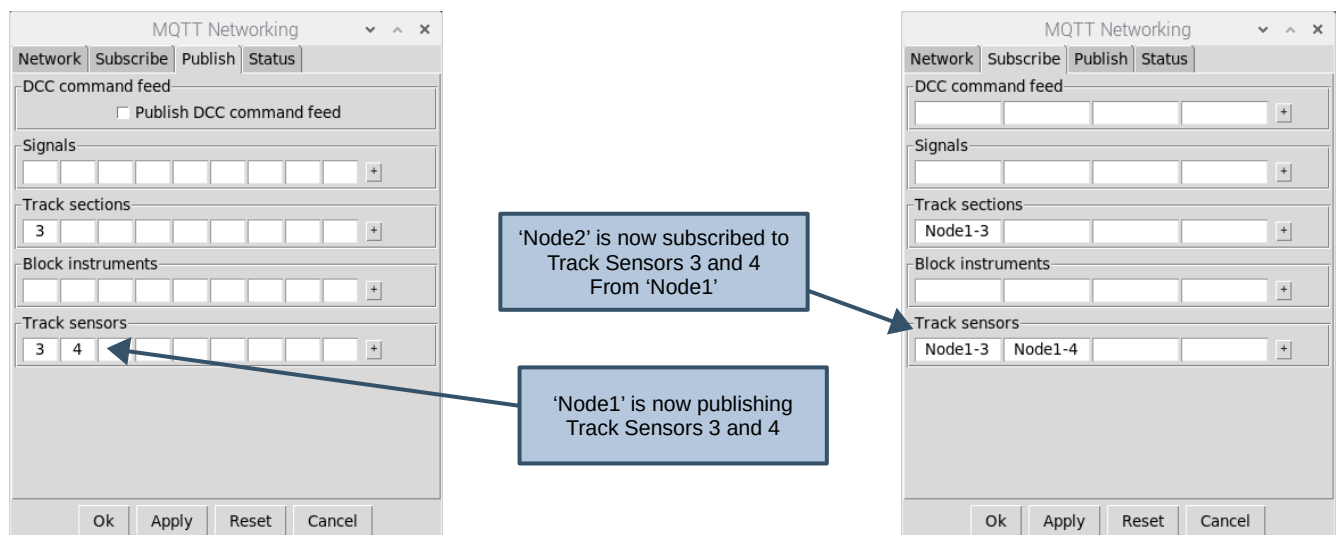 MQTT Networking
Network Subscribe Publish Status
DCC command feed
Publish DCC command feed
Signals
+
Track sections
3 +
Block instruments
+
Track sensors
3 4 +
Ok Apply Reset Cancel
‘Node2’ is now subscribed to
Track Sensors 3 and 4
From ‘Node1’
‘Node1’ is now publishing
Track Sensors 3 and 4
MQTT Networking
Network Subscribe Publish Status
DCC command feed
+
Signals
+
Track sections
Node1-3 +
Block instruments
+
Track sensors
Node1-3 Node1-4 +
Ok Apply Reset Cancel